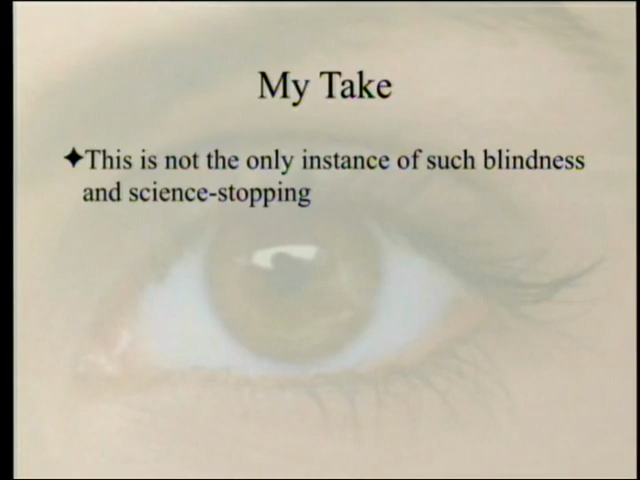 My Take
✦This is not the only instance of such blindness
and science-stopping